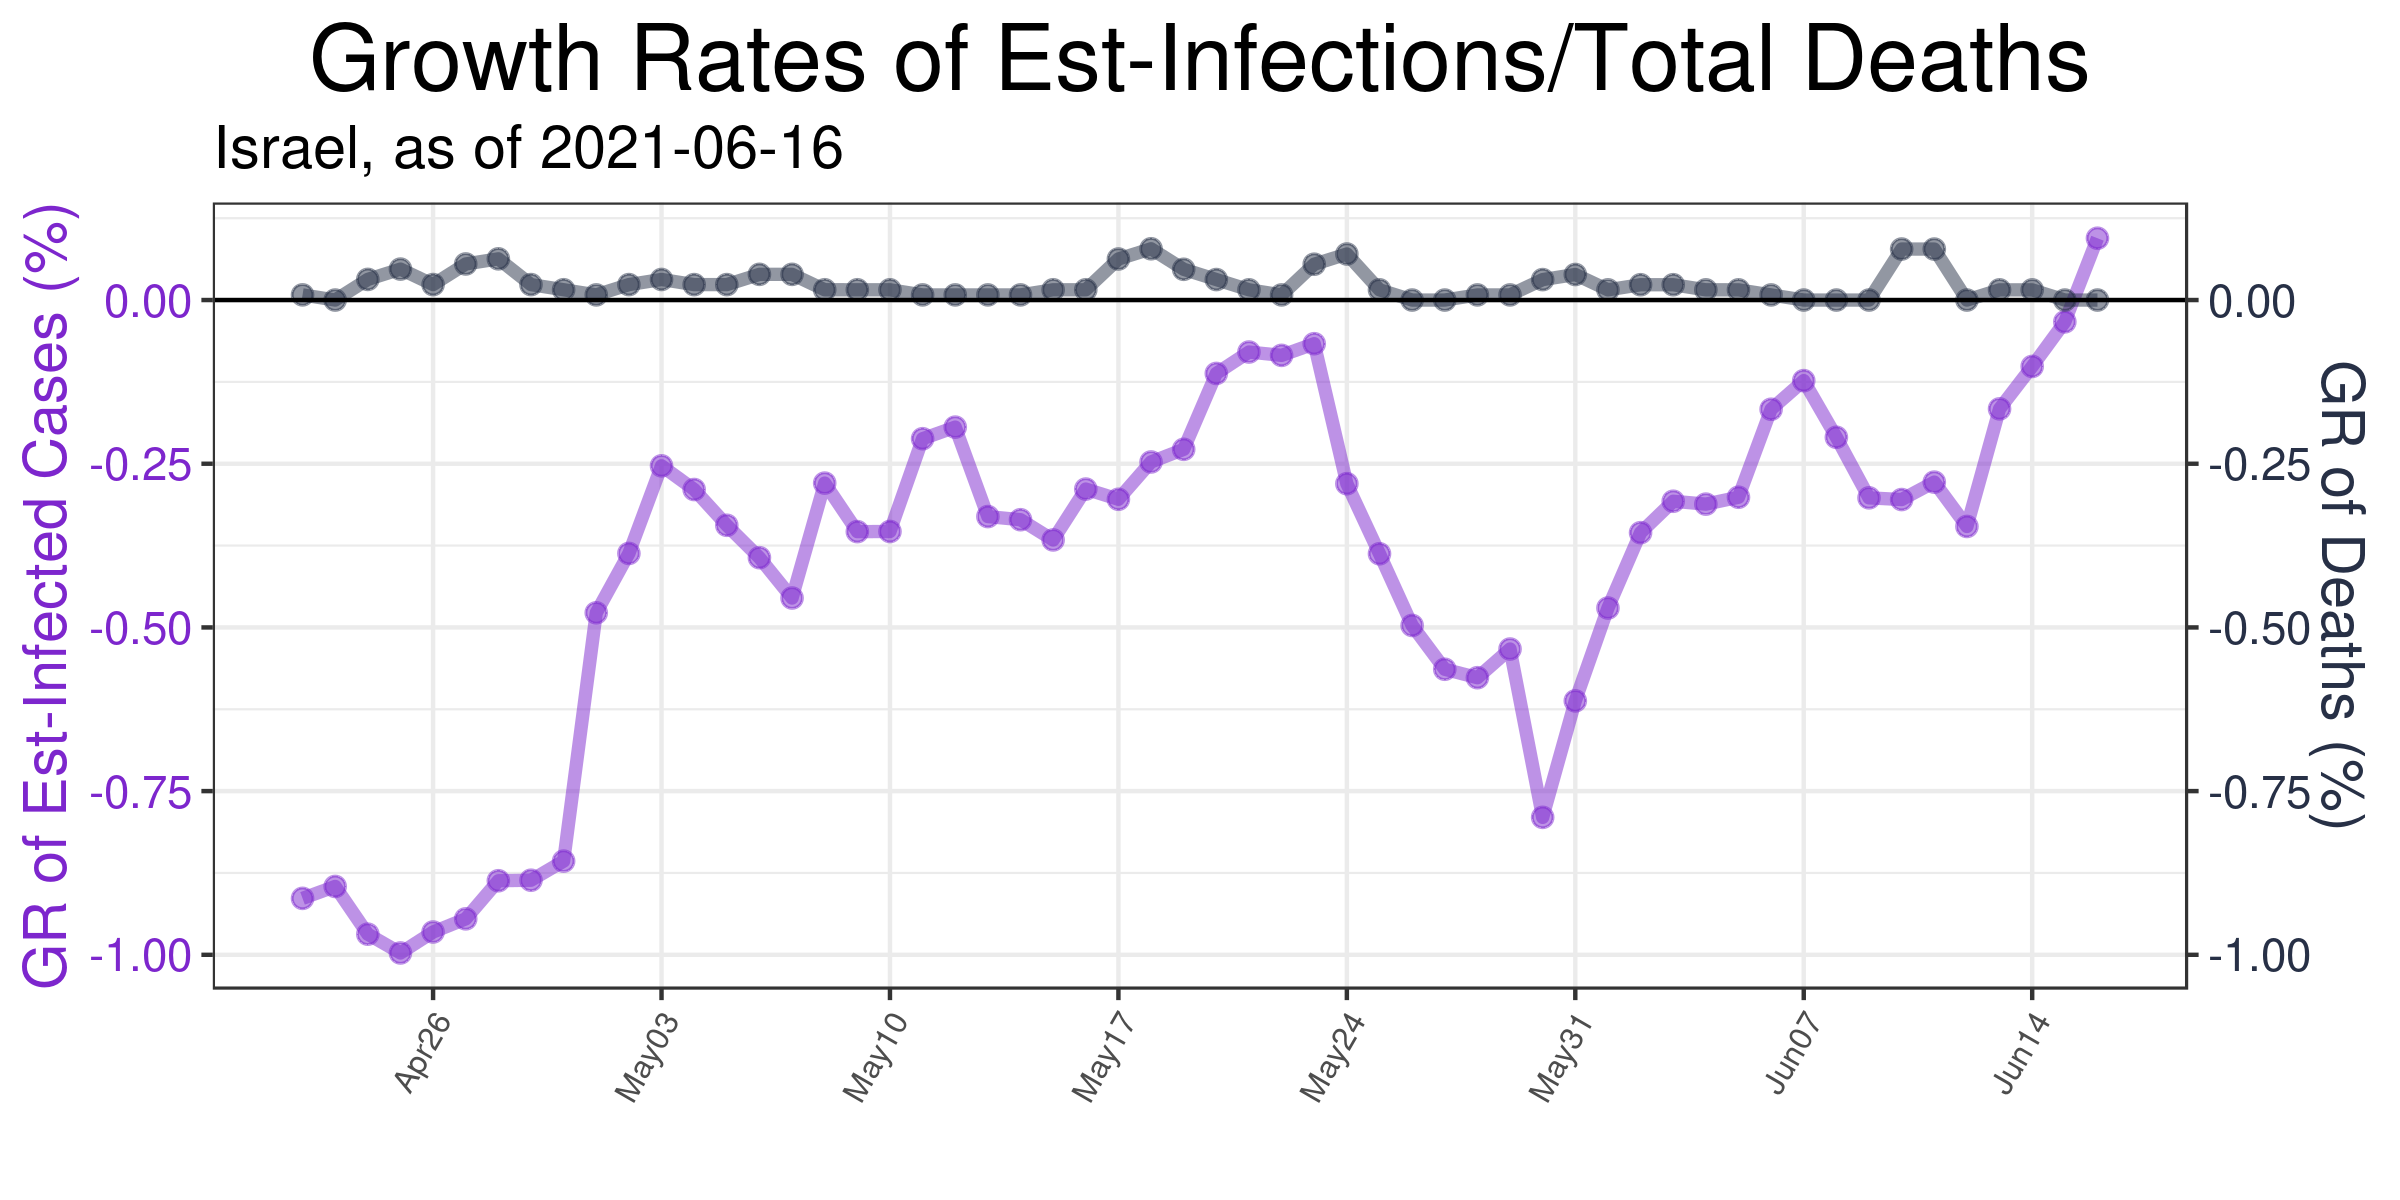 Growth Rates of Est-Infections/Total Deaths
Israel, as of 2021-06-16
GR of Est-Infected Cases (%)
0.00
-0.25
-0.50
-0.75
-1.00
0.00
-0.25
-0.50
-0.75
-1.00
GR of Deaths (%)
Apr26
May03
May10
May17
May24
May31
Jun07
Jun14